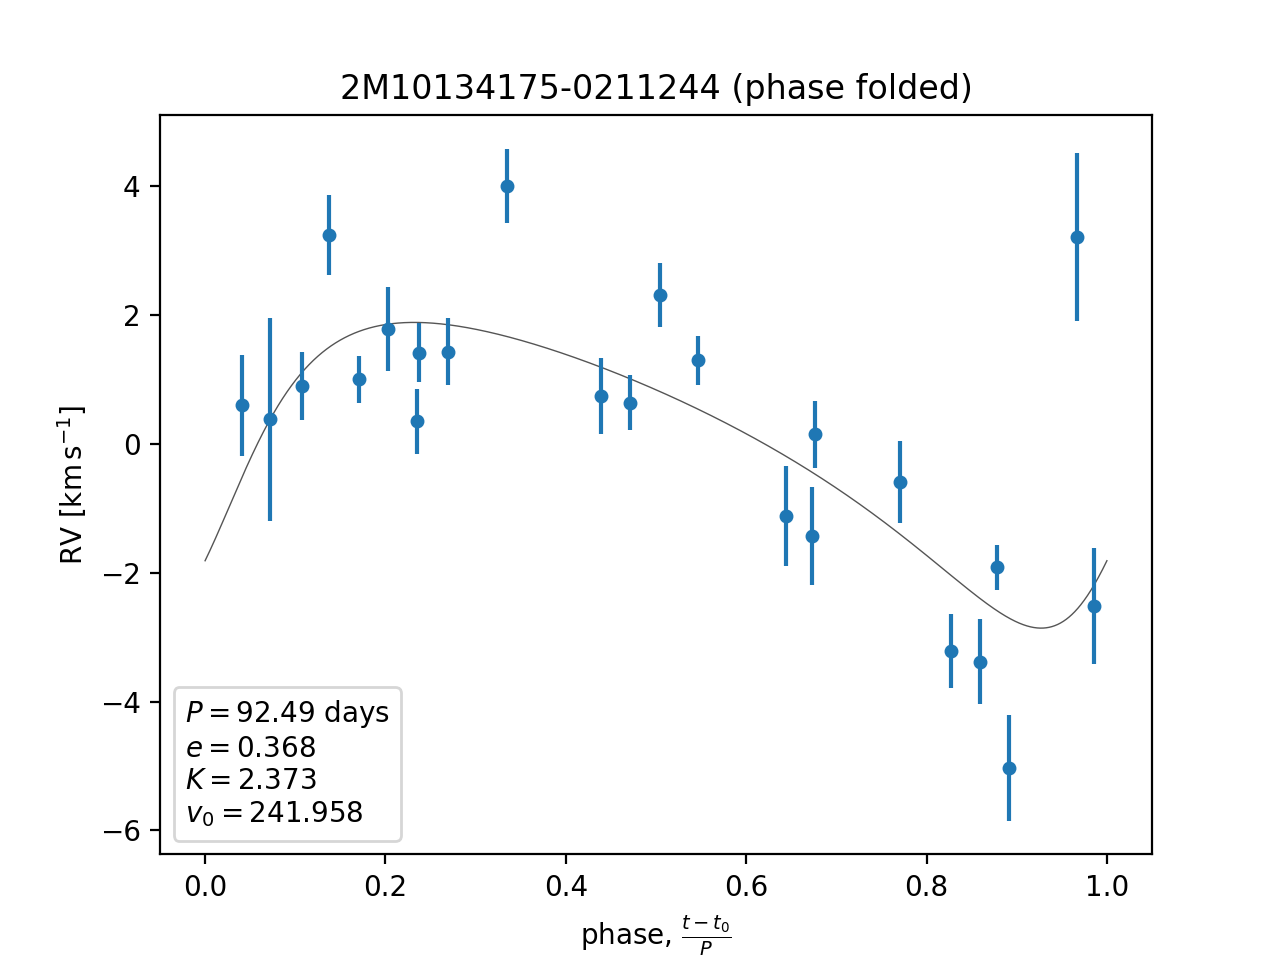 2M10134175-0211244 (phase folded)
4
2
0
−2
−4
−6
RV [km s⁻¹]
P = 92.49 days
e = 0.368
K = 2.373
v₀ = 241.958
0.0 0.2 0.4 0.6 0.8 1.0
phase, (t − t₀)/P